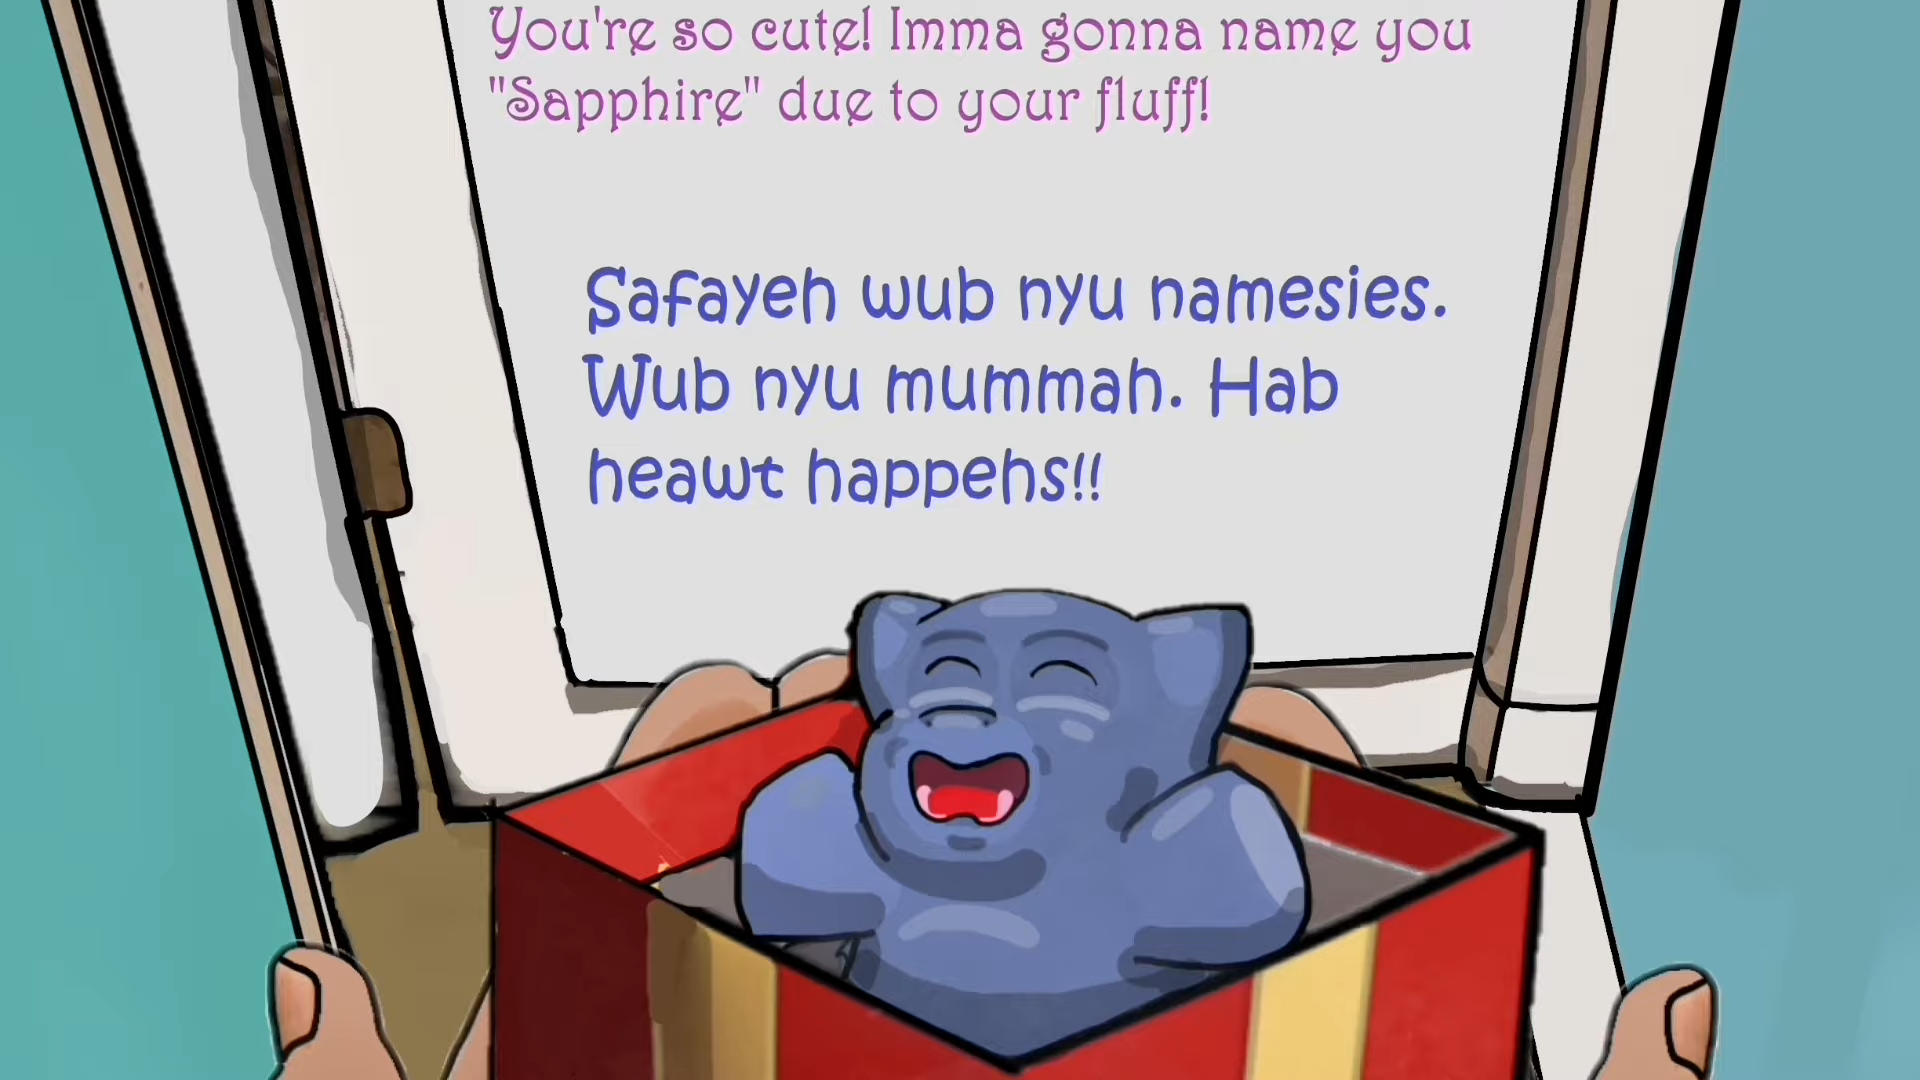 You're so cute! Imma gonna name you
"Sapphire" due to your fluff!
Safayeh wub nyu namesies.
Wub nyu mummah. Hab
heawt happehs!!